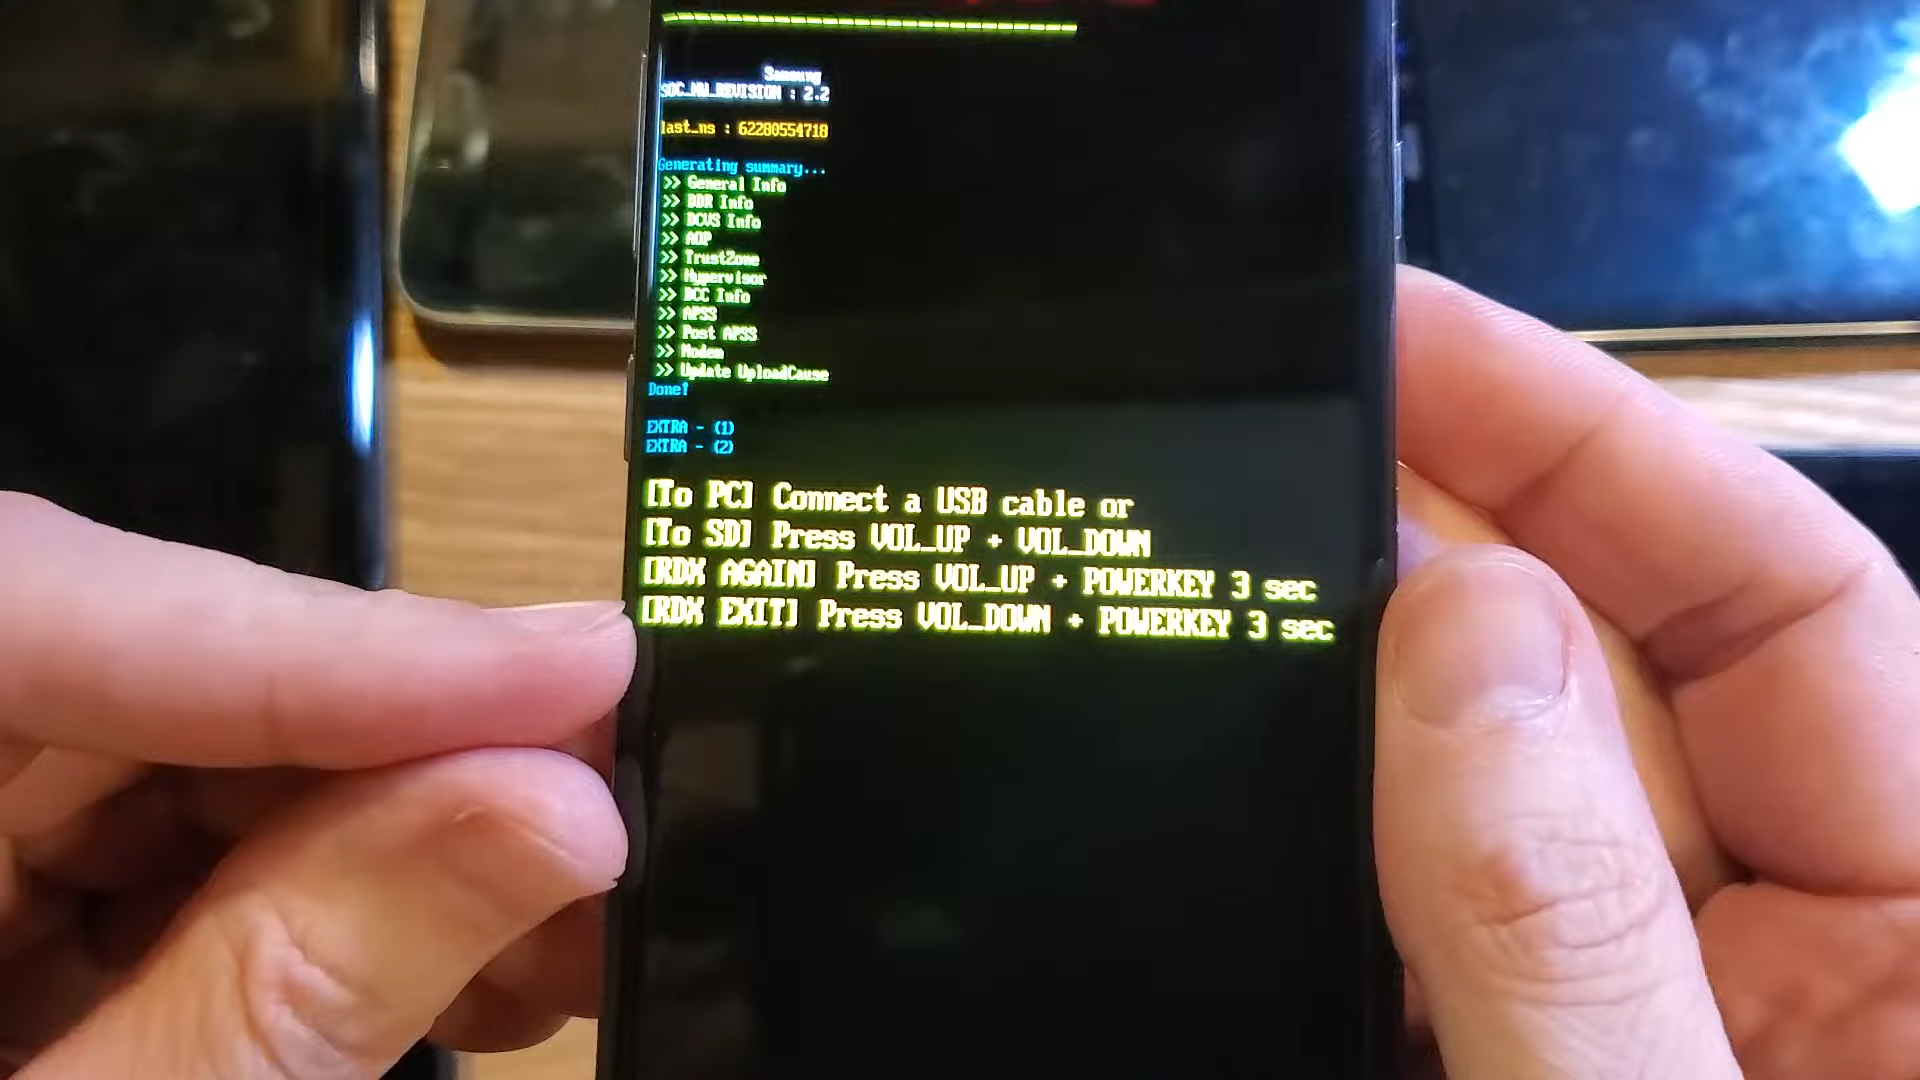 Samsung
SOC_HW_REVISION : 2.2
last_ns : 62280554718
Generating summary...
>> General Info
>> DDR Info
>> DCVS Info
>> AOP
>> TrustZone
>> Hypervisor
>> DCC Info
>> APSS
>> Post APSS
>> Modem
>> Update UploadCause
Done!
EXTRA - (1)
EXTRA - (2)
[To PC] Connect a USB cable or
[To SD] Press VOL_UP + VOL_DOWN
[RDX AGAIN] Press VOL_UP + POWERKEY 3 sec
[RDX EXIT] Press VOL_DOWN + POWERKEY 3 sec